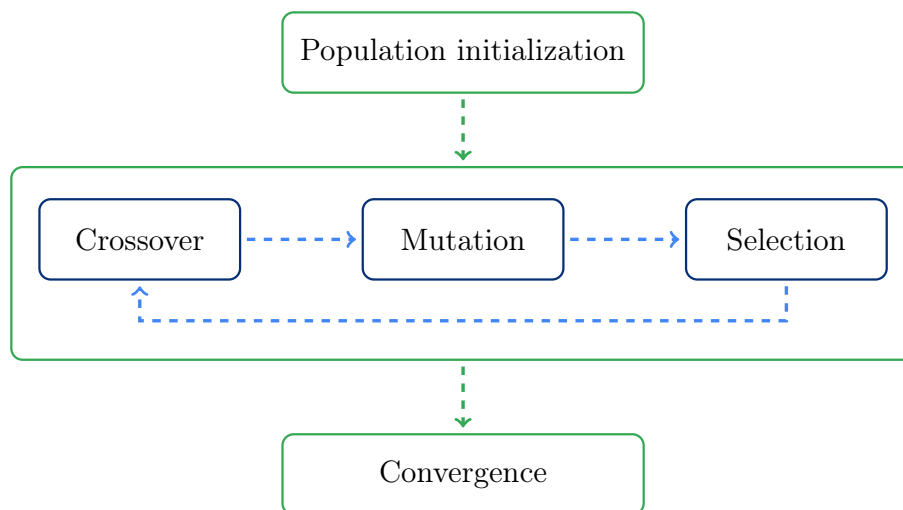 Population initialization
Crossover
Mutation
Selection
Convergence